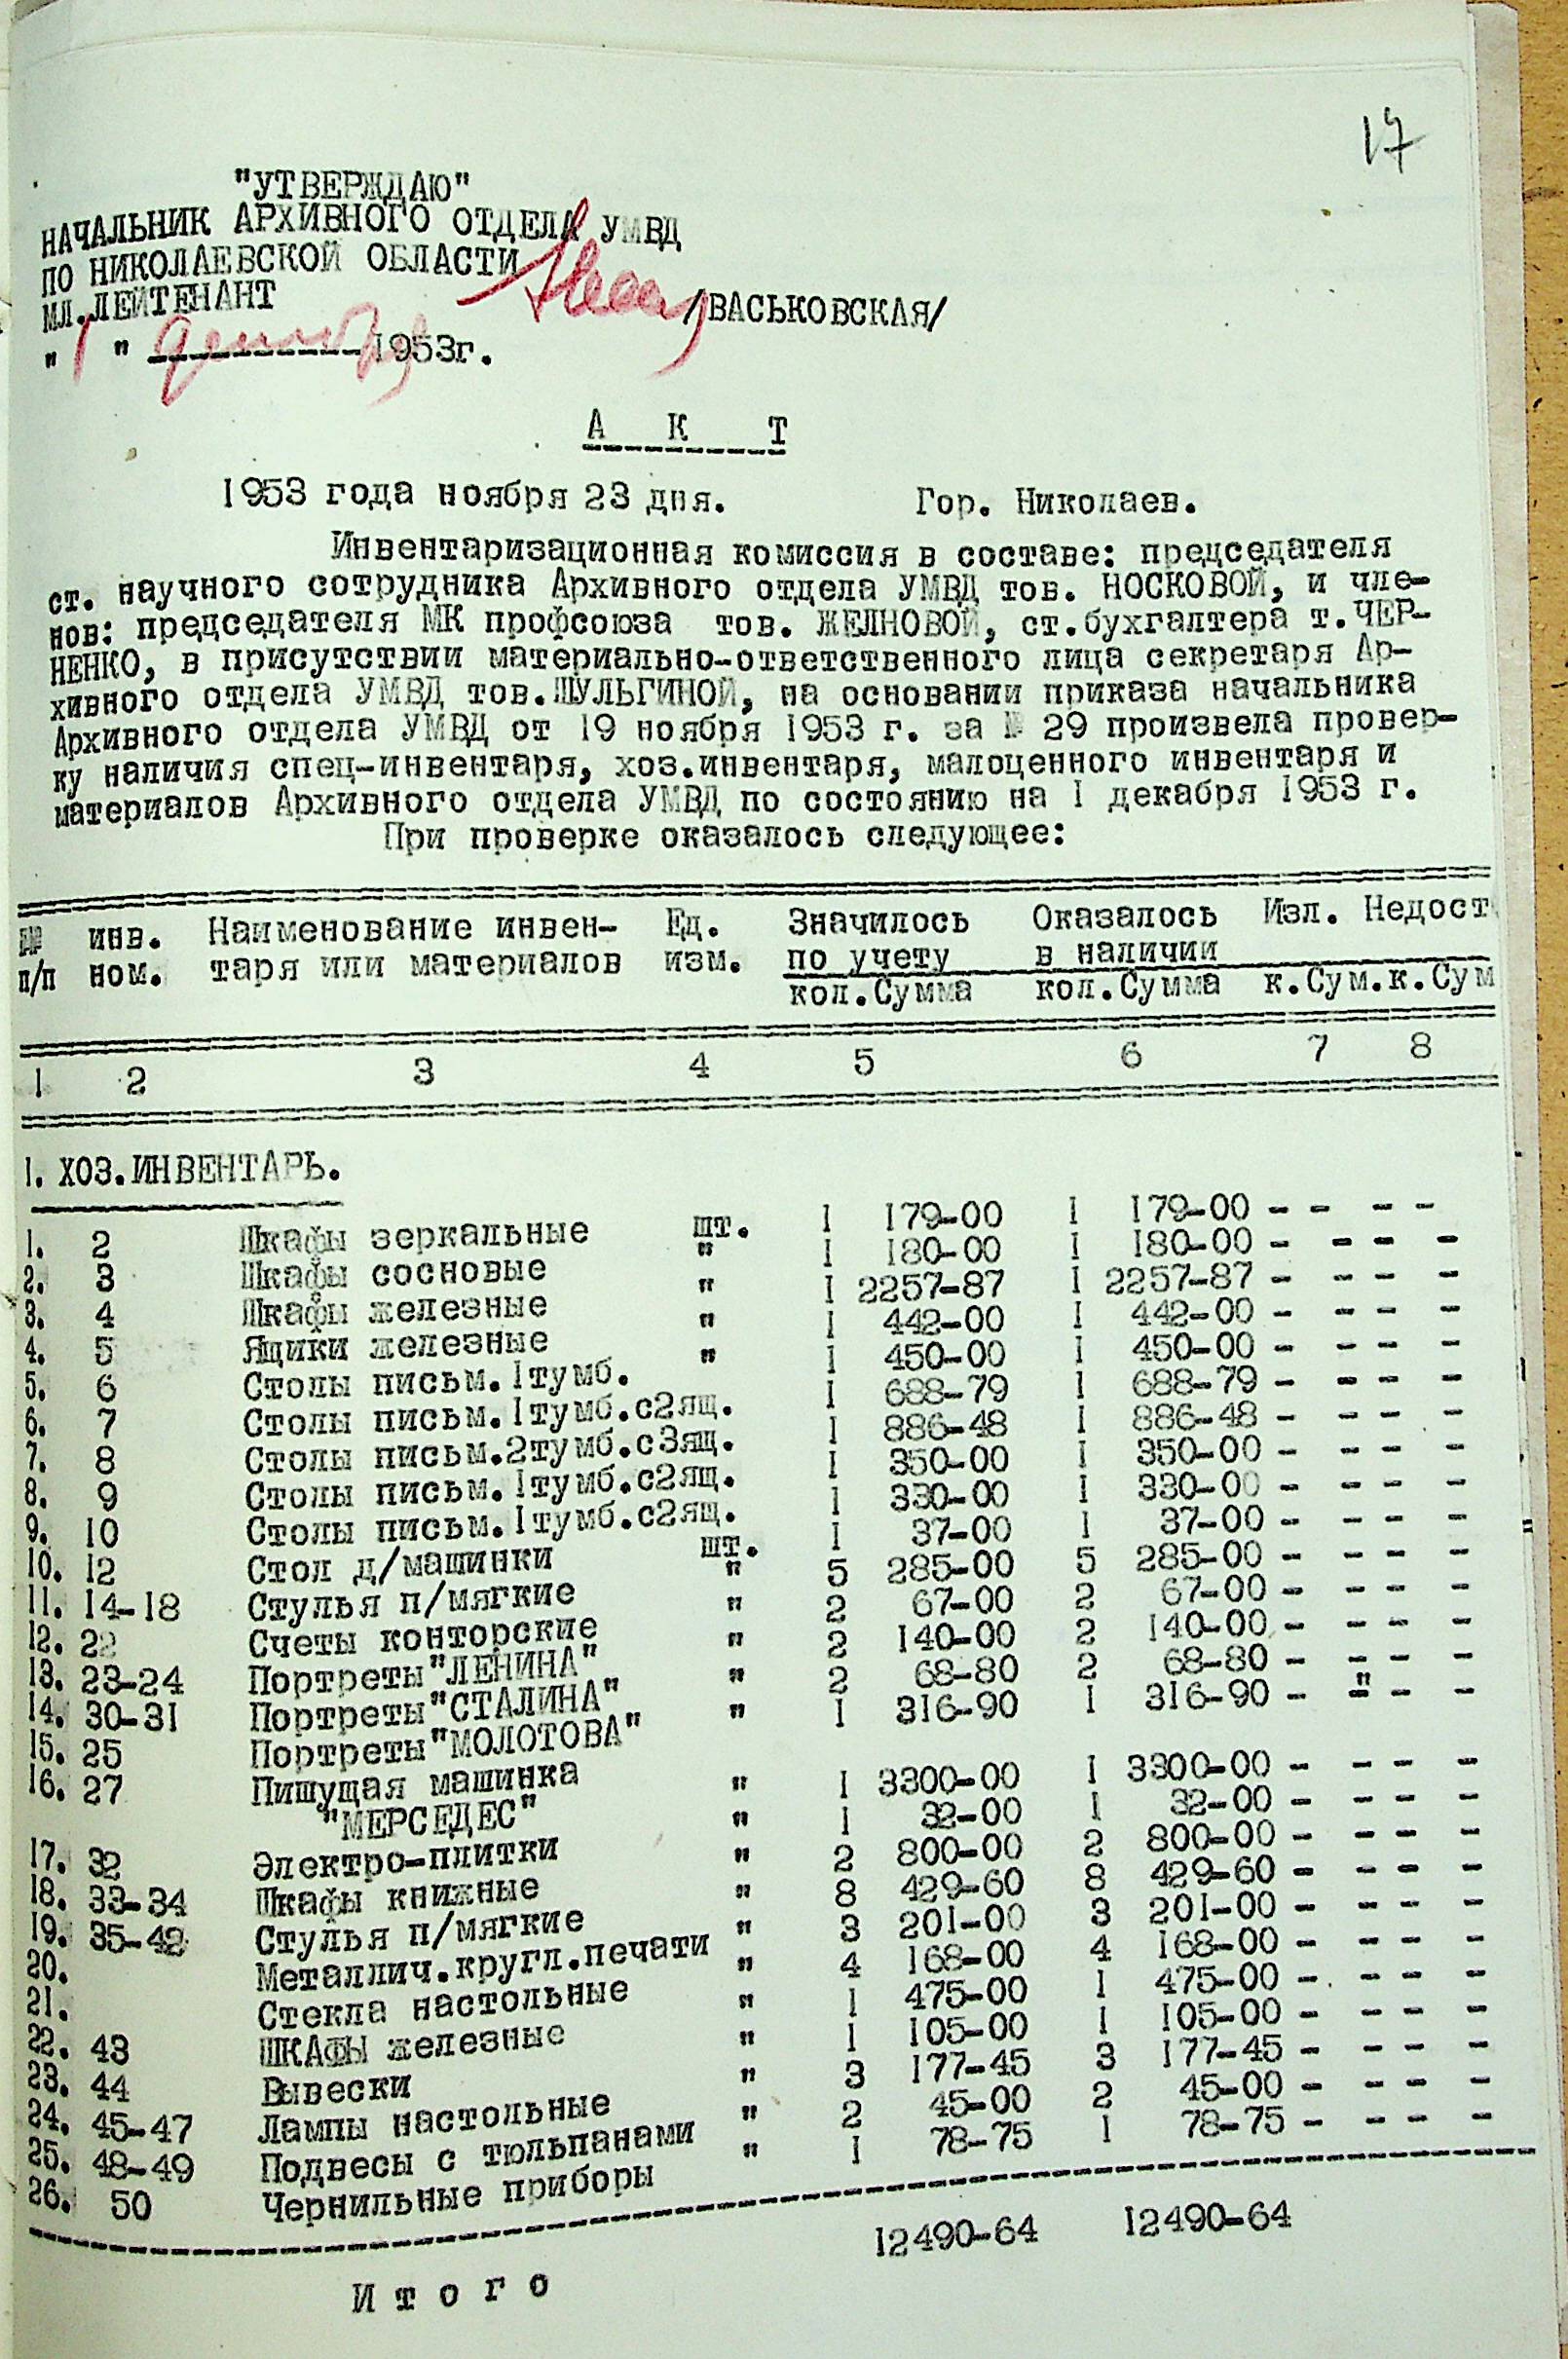 17
"УТВЕРЖДАЮ"
НАЧАЛЬНИК АРХИВНОГО ОТДЕЛА УМВД
ПО НИКОЛАЕВСКОЙ ОБЛАСТИ
МЛ.ЛЕЙТЕНАНТ /ВАСЬКОВСКАЯ/
"1" декабря 1953г.
А К Т
1953 года ноября 23 дня. Гор. Николаев.
Инвентаризационная комиссия в составе: председателя
ст. научного сотрудника Архивного отдела УМВД тов. НОСКОВОЙ, и чле-
нов: председателя МК профсоюза тов. ЖЕЛНОВОЙ, ст.бухгалтера т.ЧЕР-
НЕНКО, в присутствии материально-ответственного лица секретаря Ар-
хивного отдела УМВД тов.ШУЛЬГИНОЙ, на основании приказа начальника
Архивного отдела УМВД от 19 ноября 1953 г. за № 29 произвела провер-
ку наличия спец-инвентаря, хоз.инвентаря, малоценного инвентаря и
материалов Архивного отдела УМВД по состоянию на 1 декабря 1953 г.
При проверке оказалось следующее:
№ инв. Наименование инвен- Ед. Значилось Оказалось Изл. Недост
п/п ном. таря или материалов изм. по учету в наличии
кол.Сумма кол.Сумма к.Сум.к.Сум
1 2 3 4 5 6 7 8
1. ХОЗ.ИНВЕНТАРЬ.
1. 2 Шкафы зеркальные шт. 1 179-00 1 179-00 - - - -
2. 3 Шкафы сосновые " 1 180-00 1 180-00 - - - -
3. 4 Шкафы железные " 1 2257-87 1 2257-87 - - - -
4. 5 Ящики железные " 1 442-00 1 442-00 - - - -
5. 6 Столы письм.1тумб. " 1 450-00 1 450-00 - - - -
6. 7 Столы письм.1тумб.с2ящ. 1 688-79 1 688-79 - - - -
7. 8 Столы письм.2тумб.с3ящ. 1 886-48 1 886-48 - - - -
8. 9 Столы письм.1тумб.с2ящ. 1 350-00 1 350-00 - - - -
9. 10 Столы письм.1тумб.с2ящ. 1 330-00 1 330-00 - - - -
10. 12 Стол д/машинки шт. 1 37-00 1 37-00 - - - -
11. 14-18 Стулья п/мягкие " 5 285-00 5 285-00 - - - -
12. 22 Счеты конторские " 2 67-00 2 67-00 - - - -
13. 23-24 Портреты"ЛЕНИНА" " 2 140-00 2 140-00 - - - -
14. 30-31 Портреты"СТАЛИНА" " 2 68-80 2 68-80 - - - -
15. 25 Портреты"МОЛОТОВА" " 1 316-90 1 316-90 - " - -
16. 27 Пишущая машинка
"МЕРСЕДЕС" " 1 3300-00 1 3300-00 - - - -
17. 32 Электро-плитки " 1 32-00 1 32-00 - - - -
18. 33-34 Шкафы книжные " 2 800-00 2 800-00 - - - -
19. 35-42 Стулья п/мягкие " 8 429-60 8 429-60 - - - -
20. Металлич.кругл.печати " 3 201-00 3 201-00 - - - -
21. Стекла настольные " 4 168-00 4 168-00 - - - -
22. 43 ШКАФЫ железные " 1 475-00 1 475-00 - - - -
23. 44 Вывески " 1 105-00 1 105-00 - - - -
24. 45-47 Лампы настольные " 3 177-45 3 177-45 - - - -
25. 48-49 Подвесы с тюльпанами " 2 45-00 2 45-00 - - - -
26. 50 Чернильные приборы " 1 78-75 1 78-75 - - - -
12490-64 12490-64
И т о г о